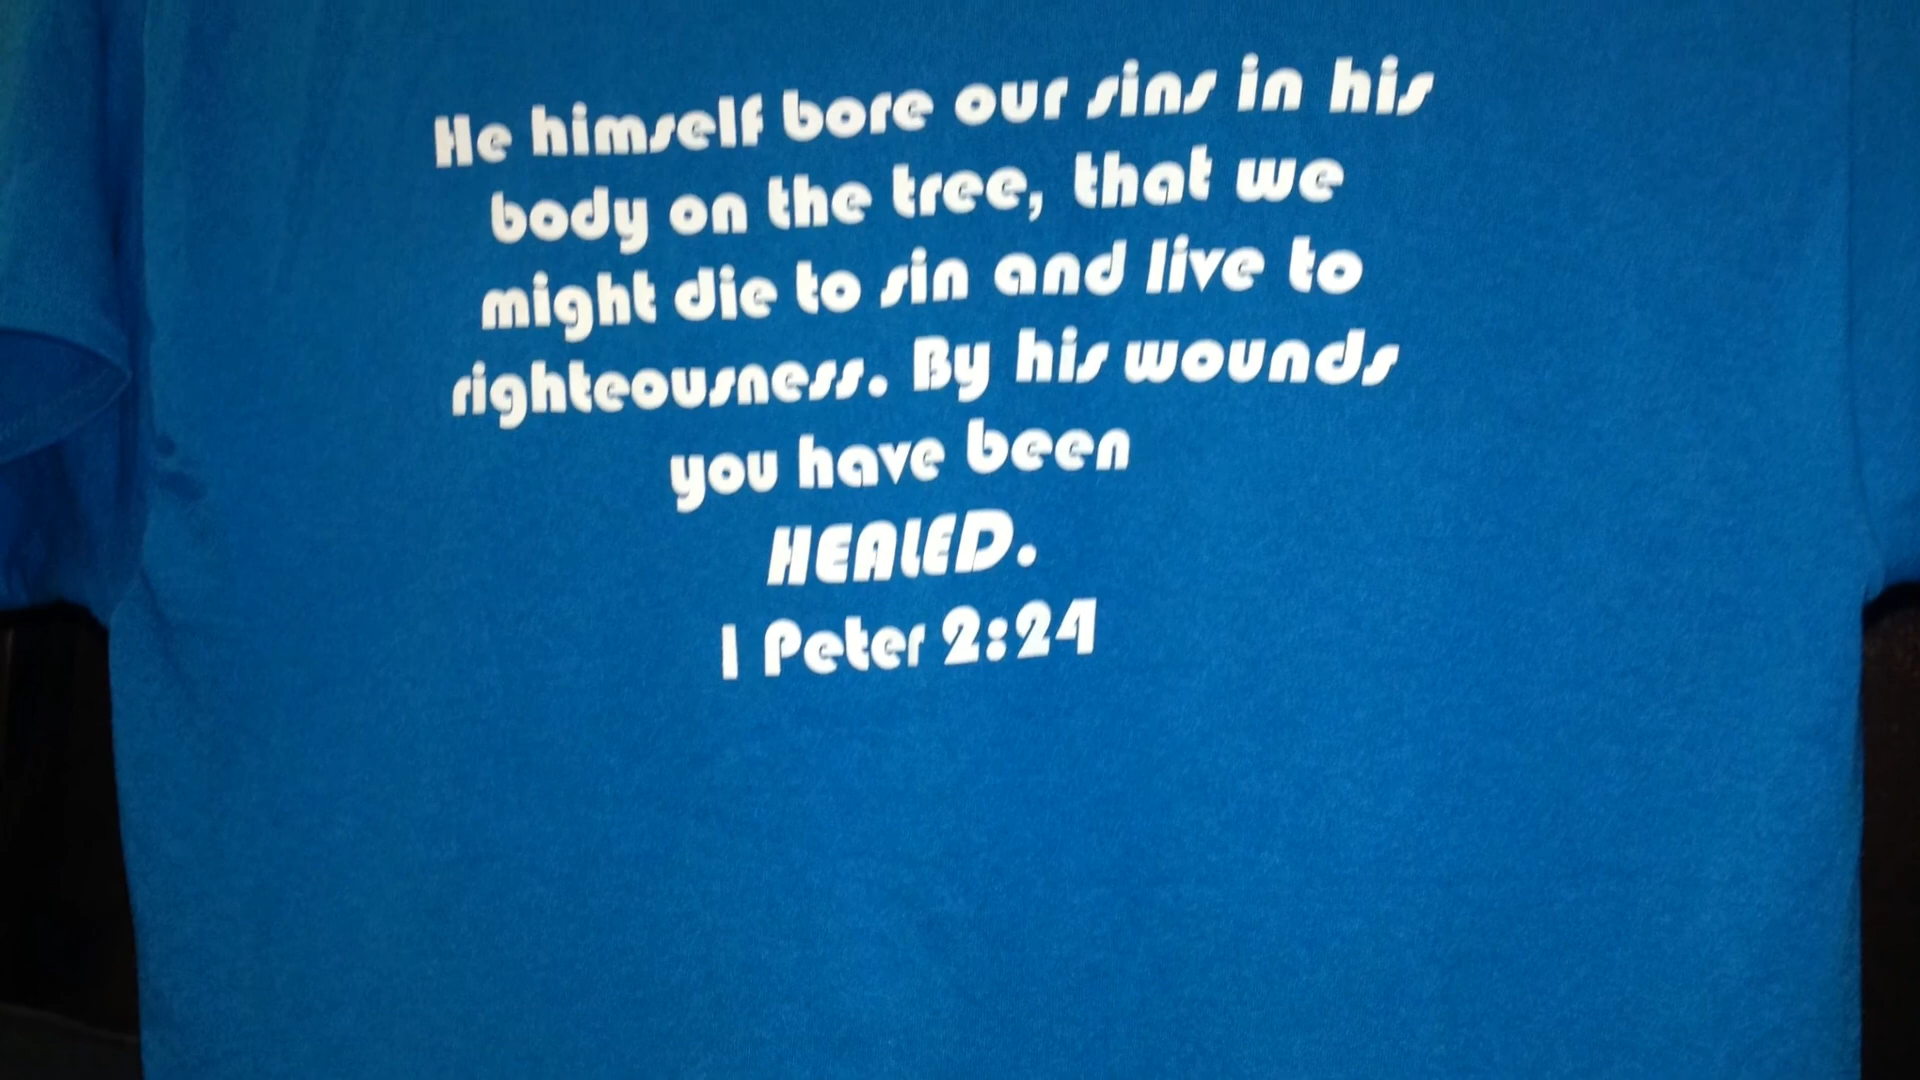 He himself bore our sins in his
body on the tree, that we
might die to sin and live to
righteousness. By his wounds
you have been
HEALED.
1 Peter 2:24